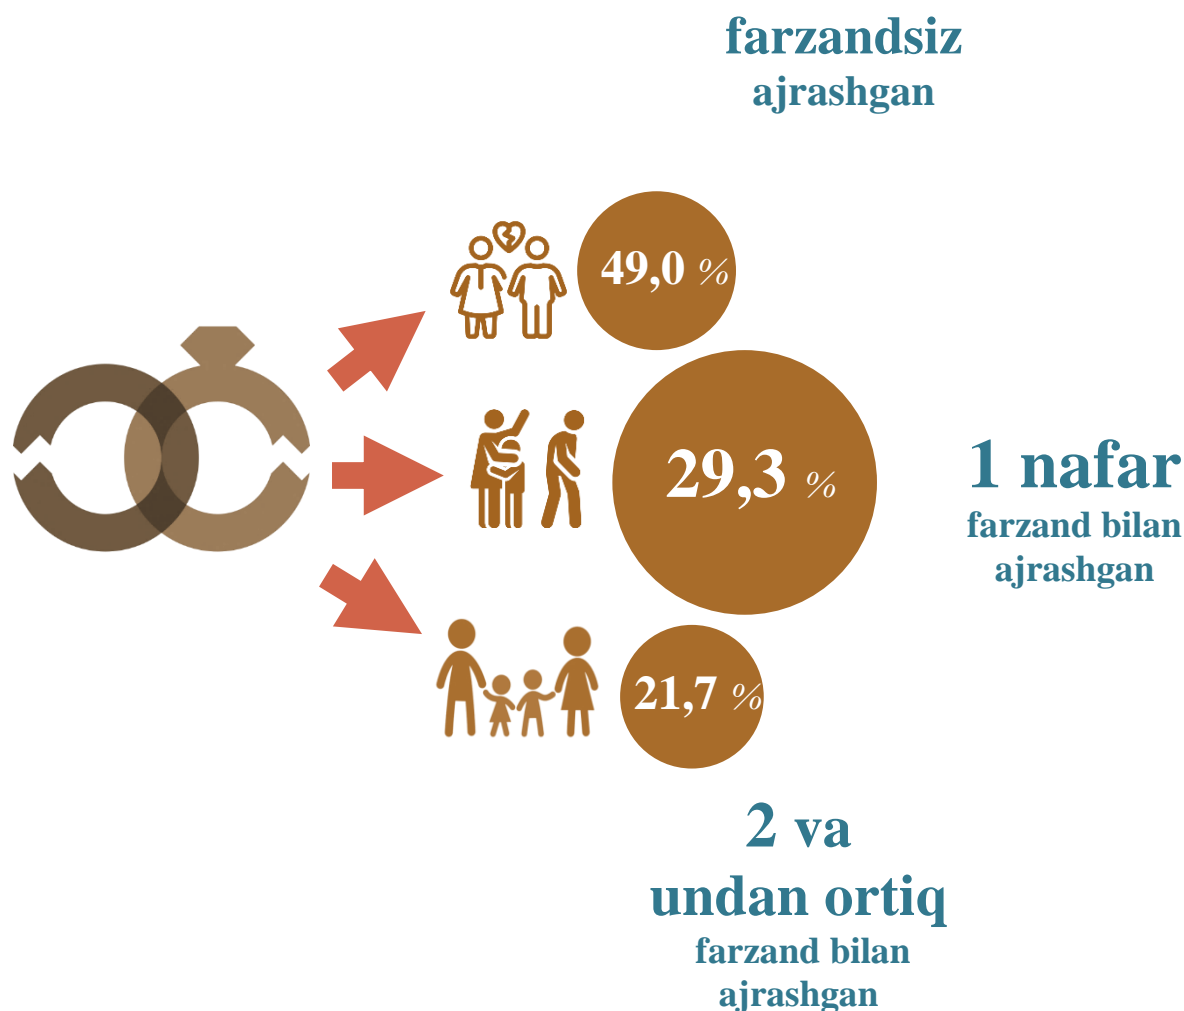 farzandsiz
ajrashgan
49,0 %
29,3 %
1 nafar
farzand bilan
ajrashgan
21,7 %
2 va
undan ortiq
farzand bilan
ajrashgan